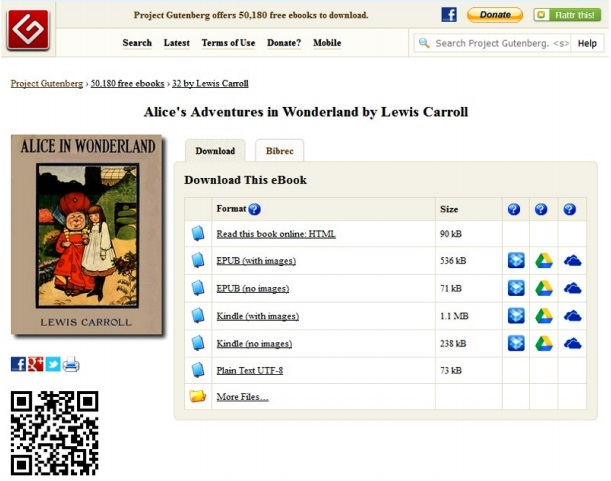 Project Gutenberg offers 50,180 free ebooks to download.
Donate
Flattr this!
Search Latest Terms of Use Donate? Mobile
Search Project Gutenberg. <s> Help
Project Gutenberg › 50,180 free ebooks › 32 by Lewis Carroll
Alice's Adventures in Wonderland by Lewis Carroll
ALICE IN WONDERLAND
LEWIS CARROLL
Download Bibrec
Download This eBook
Format ? Size ? ? ?
Read this book online: HTML 90 kB
EPUB (with images) 536 kB
EPUB (no images) 71 kB
Kindle (with images) 1.1 MB
Kindle (no images) 238 kB
Plain Text UTF-8 73 kB
More Files…